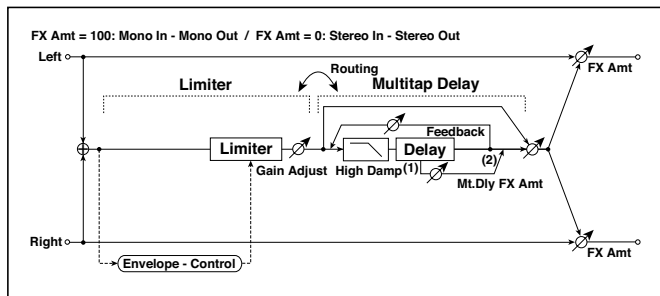 FX Amt = 100: Mono In - Mono Out / FX Amt = 0: Stereo In - Stereo Out
Left
FX Amt
Routing
Limiter
Multitap Delay
Feedback
Limiter
Delay
Gain Adjust
High Damp
(1)
(2)
Mt.Dly FX Amt
Right
FX Amt
Envelope - Control